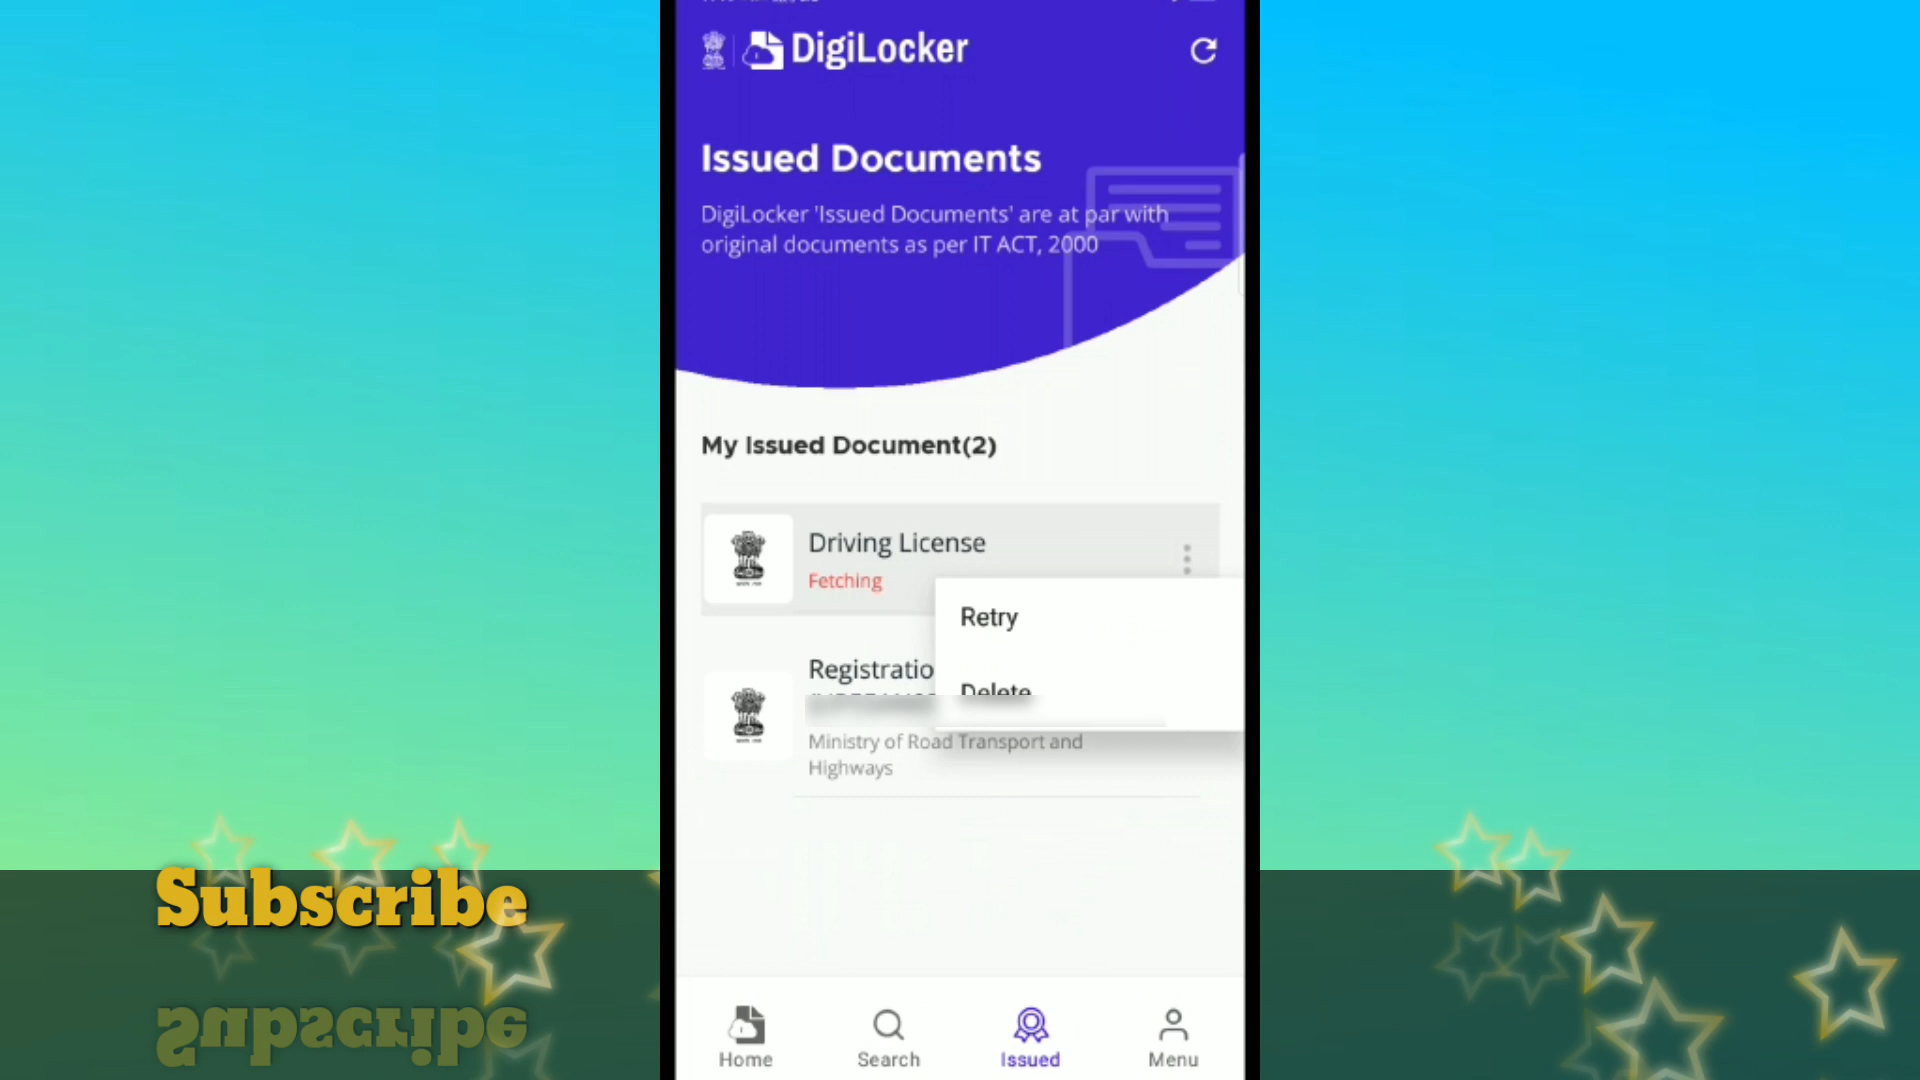 DigiLocker
Issued Documents
DigiLocker 'Issued Documents' are at par with
original documents as per IT ACT, 2000
My Issued Document(2)
Driving License
Fetching
Retry
Registratio
Delete
Ministry of Road Transport and
Highways
Subscribe
Home
Search
Issued
Menu